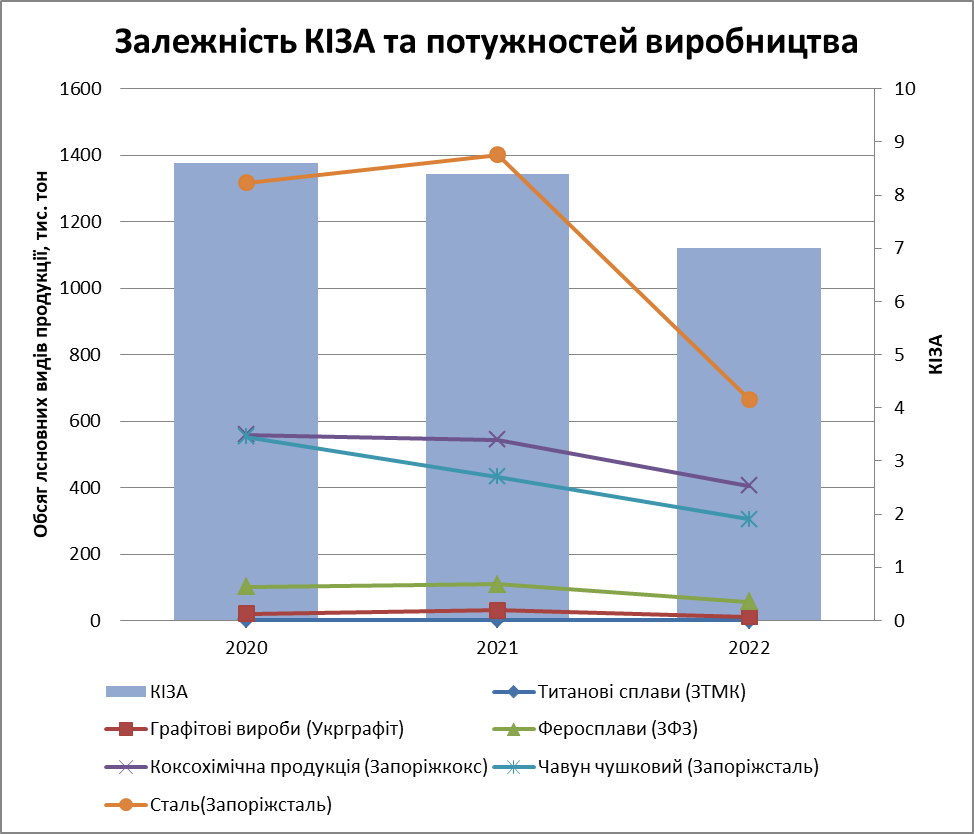 Залежність КІЗА та потужностей виробництва
Обсяг лсновних видів продукції, тис. тон
1600
1400
1200
1000
800
600
400
200
0
10
9
8
7
6
5
4
3
2
1
0
КІЗА
2020 2021 2022
КІЗА Титанові сплави (ЗТМК)
Графітові вироби (Укрграфіт) Феросплави (ЗФЗ)
Коксохімічна продукція (Запоріжкокс) Чавун чушковий (Запоріжсталь)
Сталь(Запоріжсталь)